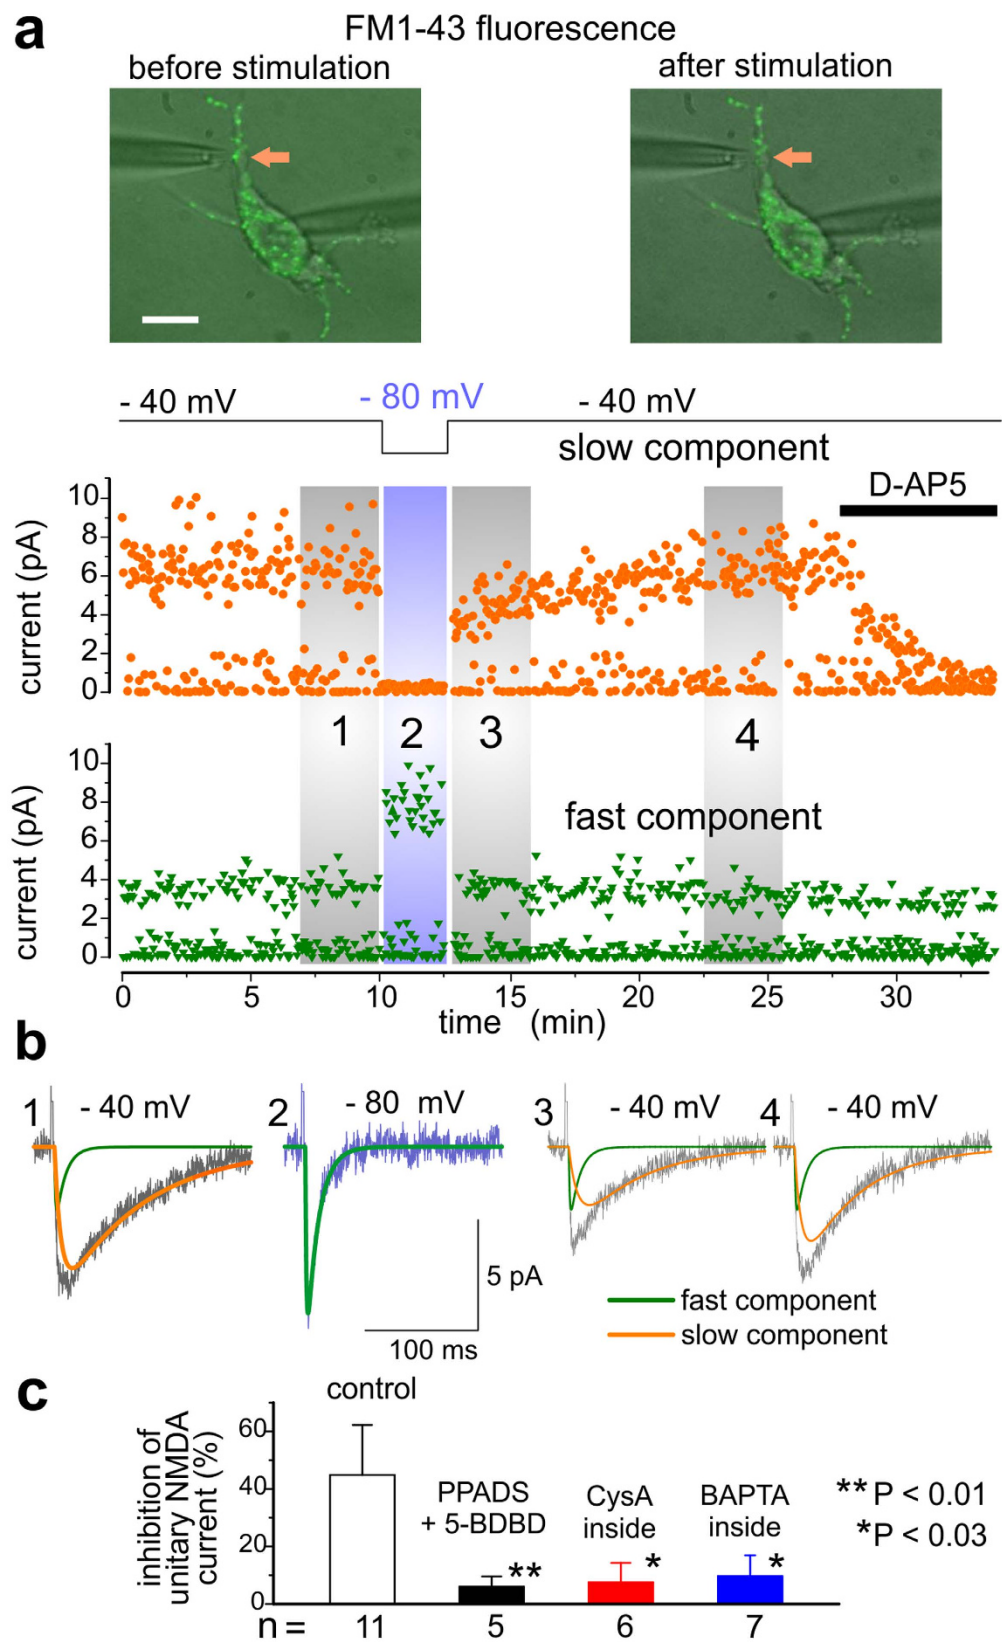 a
FM1-43 fluorescence
before stimulation
after stimulation
- 40 mV
- 80 mV
- 40 mV
slow component
D-AP5
current (pA)
10
8
6
4
2
0
1
2
3
4
current (pA)
10
8
6
4
2
0
fast component
0
5
10
15
20
25
30
time (min)
b
1
- 40 mV
2
- 80 mV
3
- 40 mV
4
- 40 mV
5 pA
100 ms
fast component
slow component
c
control
inhibition of
unitary NMDA
current (%)
60
40
20
0
PPADS
+ 5-BDBD
**
CysA
inside
*
BAPTA
inside
*
**P < 0.01
*P < 0.03
n = 11 5 6 7